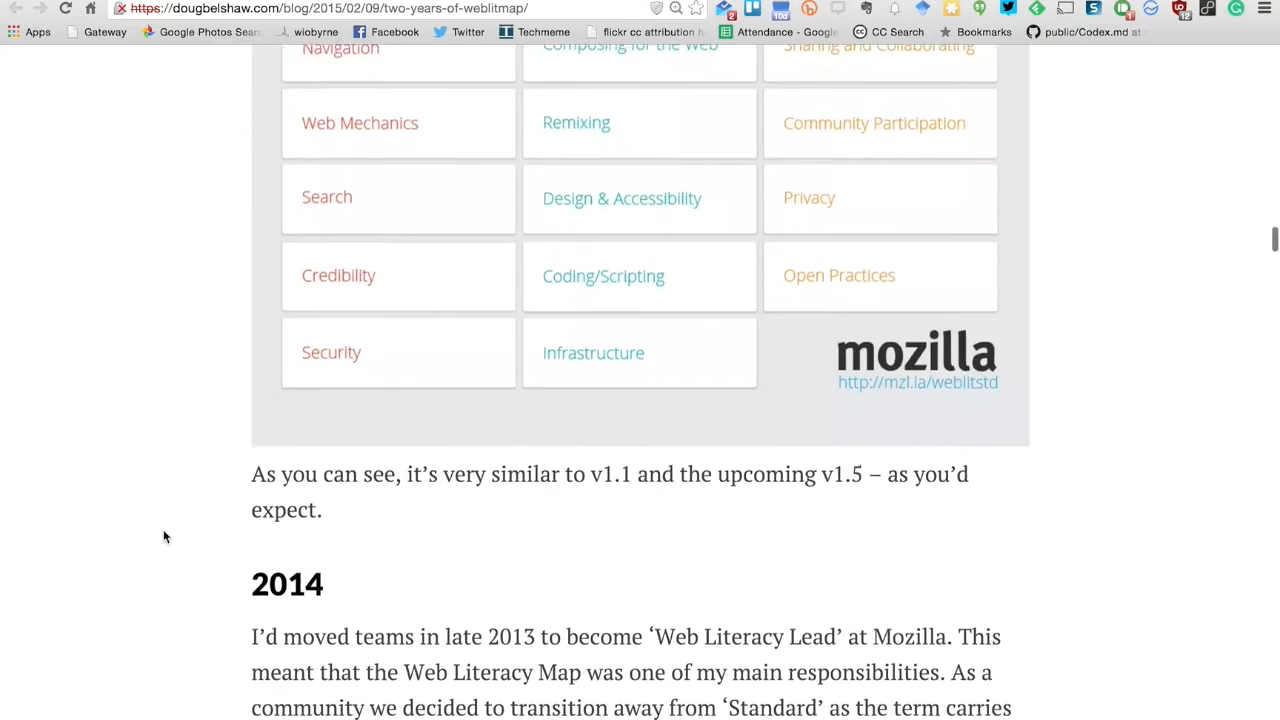 https://dougbelshaw.com/blog/2015/02/09/two-years-of-weblitmap/
2
10d
1
12
Apps Gateway Google Photos Sear wiobyrne Facebook Twitter Techmeme flickr cc attribution h Attendance - Google CC Search Bookmarks public/Codex.md at
Navigation Composing for the Web Sharing and Collaborating
Web Mechanics Remixing Community Participation
Search Design & Accessibility Privacy
Credibility Coding/Scripting Open Practices
Security Infrastructure
mozilla
http://mzl.la/weblitstd
As you can see, it’s very similar to v1.1 and the upcoming v1.5 – as you’d
expect.
2014
I’d moved teams in late 2013 to become ‘Web Literacy Lead’ at Mozilla. This
meant that the Web Literacy Map was one of my main responsibilities. As a
community we decided to transition away from ‘Standard’ as the term carries